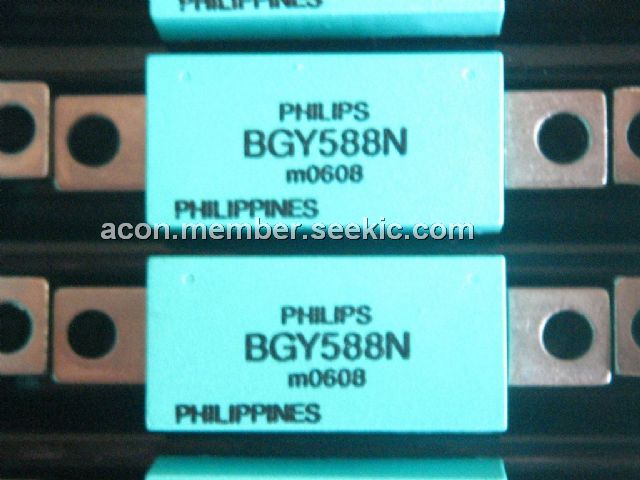 PHILIPPINES
PHILIPS
BGY588N
m0608
PHILIPPINES
acon.member.seekic.com
PHILIPS
BGY588N
m0608
PHILIPPINES